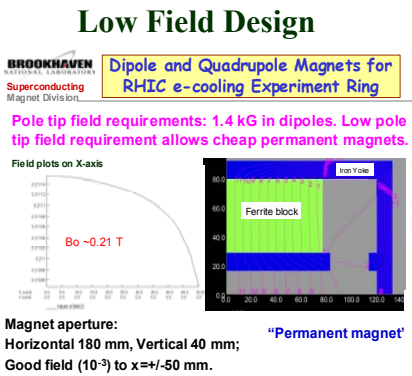 Low Field Design
BROOKHAVEN
NATIONAL LABORATORY
Superconducting
Magnet Division
Dipole and Quadrupole Magnets for
RHIC e-cooling Experiment Ring
Pole tip field requirements: 1.4 kG in dipoles. Low pole
tip field requirement allows cheap permanent magnets.
Field plots on X-axis
Bo ~0.21 T
Iron Yoke
80.0
Ferrite block
60.0
40.0
20.0
0.0
0.0 20.0 40.0 60.0 80.0 100.0 120.0 140
Magnet aperture:
Horizontal 180 mm, Vertical 40 mm;
Good field (10-3) to x=+/-50 mm.
“Permanent magnet’